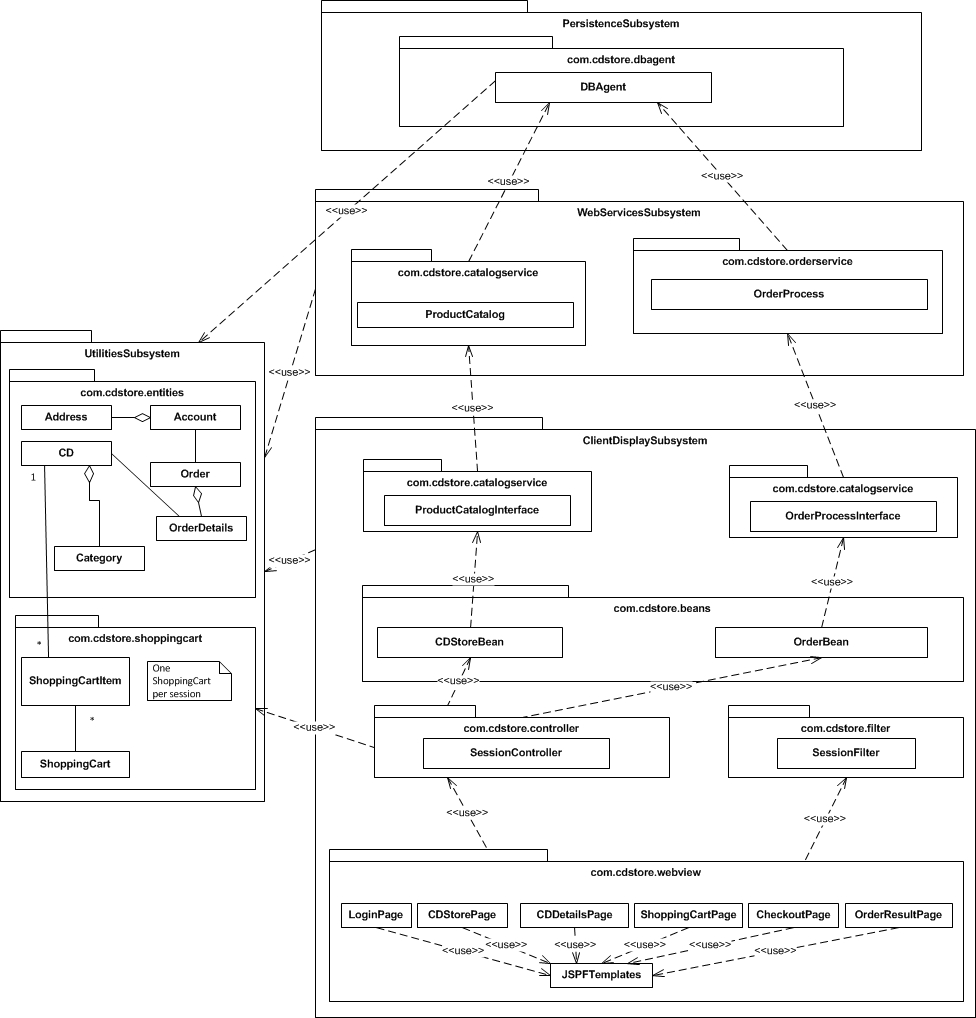 PersistenceSubsystem
com.cdstore.dbagent
DBAgent
<<use>>
<<use>>
<<use>>
WebServicesSubsystem
com.cdstore.catalogservice
com.cdstore.orderservice
ProductCatalog
OrderProcess
<<use>>
<<use>>
<<use>>
UtilitiesSubsystem
com.cdstore.entities
Address
Account
CD
1
Order
OrderDetails
Category
com.cdstore.shoppingcart
*
ShoppingCartItem
One
ShoppingCart
per session
*
ShoppingCart
<<use>>
<<use>>
ClientDisplaySubsystem
com.cdstore.catalogservice
com.cdstore.catalogservice
ProductCatalogInterface
OrderProcessInterface
<<use>>
<<use>>
com.cdstore.beans
CDStoreBean
OrderBean
<<use>>
<<use>>
com.cdstore.controller
com.cdstore.filter
SessionController
SessionFilter
<<use>>
<<use>>
com.cdstore.webview
LoginPage
CDStorePage
CDDetailsPage
ShoppingCartPage
CheckoutPage
OrderResultPage
<<use>>
<<use>>
<<use>>
<<use>>
<<use>>
<<use>>
JSPFTemplates